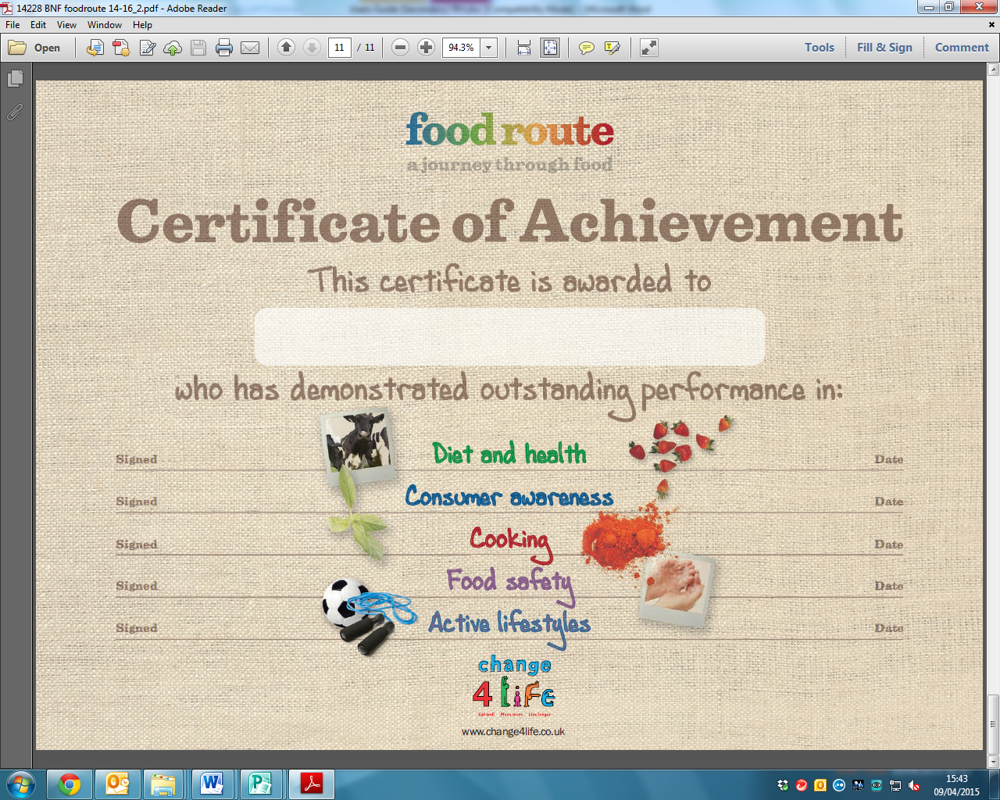 14228 BNF foodroute 14-16_2.pdf - Adobe Reader
File Edit View Window Help
Open 11 / 11 94.3% Tools Fill & Sign Comment
food route
a journey through food
Certificate of Achievement
This certificate is awarded to
who has demonstrated outstanding performance in:
Signed Diet and health Date
Signed Consumer awareness Date
Signed Cooking Date
Signed Food safety Date
Signed Active lifestyles Date
change
4 LiFe
Eat well Move more Live longer
www.change4life.co.uk
15:43
09/04/2015